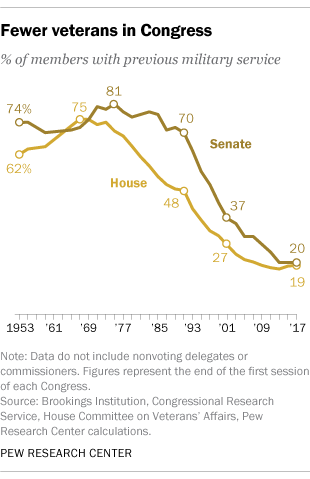 Fewer veterans in Congress
% of members with previous military service
81
75
74%
70
Senate
62%
House
48
37
27
20
19
1953 '61 '69 '77 '85 '93 '01 '09 '17
Note: Data do not include nonvoting delegates or
commissioners. Figures represent the end of the first session
of each Congress.
Source: Brookings Institution, Congressional Research
Service, House Committee on Veterans' Affairs, Pew
Research Center calculations.
PEW RESEARCH CENTER